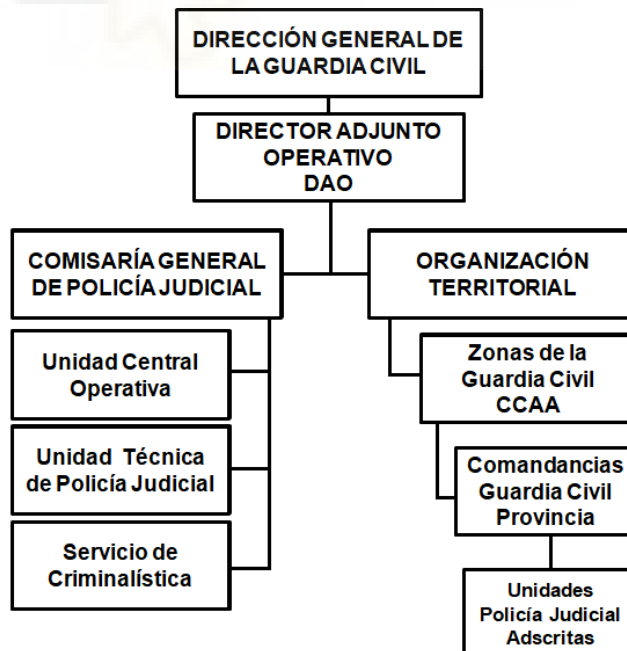 DIRECCIÓN GENERAL DE
LA GUARDIA CIVIL
DIRECTOR ADJUNTO
OPERATIVO
DAO
COMISARÍA GENERAL
DE POLICÍA JUDICIAL
Unidad Central
Operativa
Unidad Técnica
de Policía Judicial
Servicio de
Criminalística
ORGANIZACIÓN
TERRITORIAL
Zonas de la
Guardia Civil
CCAA
Comandancias
Guardia Civil
Provincia
Unidades
Policía Judicial
Adscritas